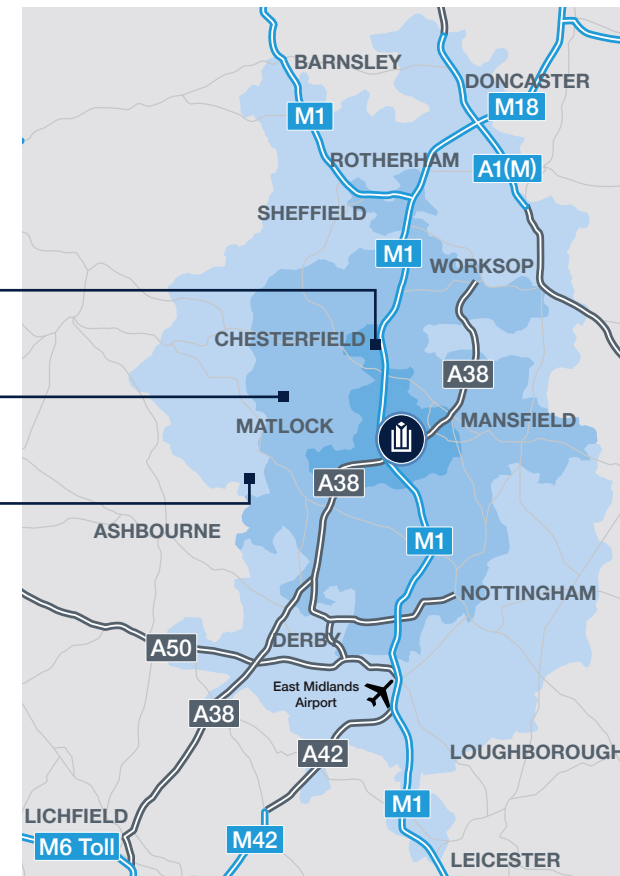 BARNSLEY
DONCASTER
M1
M18
ROTHERHAM
A1(M)
SHEFFIELD
M1
WORKSOP
CHESTERFIELD
A38
MATLOCK
MANSFIELD
A38
ASHBOURNE
M1
NOTTINGHAM
DERBY
A50
East Midlands
Airport
A38
A42
LOUGHBOROUGH
M1
LICHFIELD
M6 Toll
M42
LEICESTER